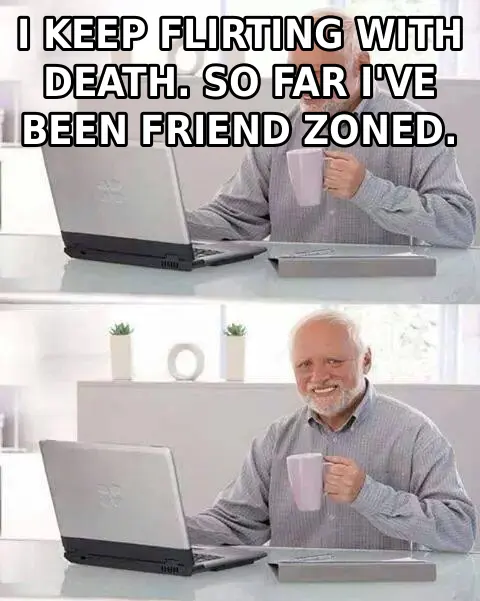 I KEEP FLIRTING WITH
DEATH. SO FAR I'VE
BEEN FRIEND ZONED.